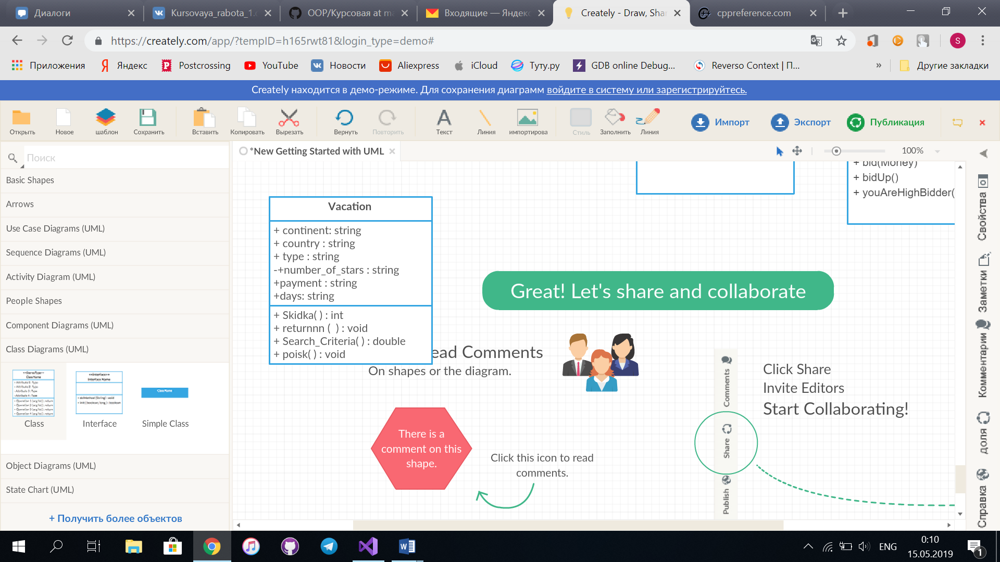 Диалоги
Kursovaya_rabota_1.
OOP/Курсовая at ma
Входящие — Яндекс
Creately - Draw, Shar
cppreference.com
https://creately.com/app/?tempID=h165rwt81&login_type=demo#
S
Приложения
Яндекс
Postcrossing
YouTube
Новости
Aliexpress
iCloud
Туту.ру
GDB online Debug...
Reverso Context | П...
»
Другие закладки
Creately находится в демо-режиме. Для сохранения диаграмм войдите в систему или зарегистрируйтесь.
Открыть
Новое
шаблон
Сохранить
Вставить
Копировать
Вырезать
Вернуть
Повторить
Текст
Линия
импортирова
Стиль
Заполнить
Линия
Импорт
Экспорт
Публикация
Поиск
*New Getting Started with UML
100%
Basic Shapes
Arrows
Use Case Diagrams (UML)
Sequence Diagrams (UML)
Activity Diagram (UML)
People Shapes
Component Diagrams (UML)
Class Diagrams (UML)
Class
Interface
Simple Class
Object Diagrams (UML)
State Chart (UML)
+ Получить более объектов
Vacation
+ continent: string
+ country : string
+ type : string
-+number_of_stars : string
+payment : string
+days: string
+ Skidka( ) : int
+ returnnn ( ) : void
+ Search_Criteria( ) : double
+ poisk( ) : void
+ bid(Money)
+ bidUp()
+ youAreHighBidder(
Great! Let's share and collaborate
ead Comments
On shapes or the diagram.
There is a
comment on this
shape.
Click this icon to read
comments.
Comments
Share
Publish
Click Share
Invite Editors
Start Collaborating!
Свойства
Заметки
Комментарии
доля
Справка
ENG
0:10
15.05.2019
1